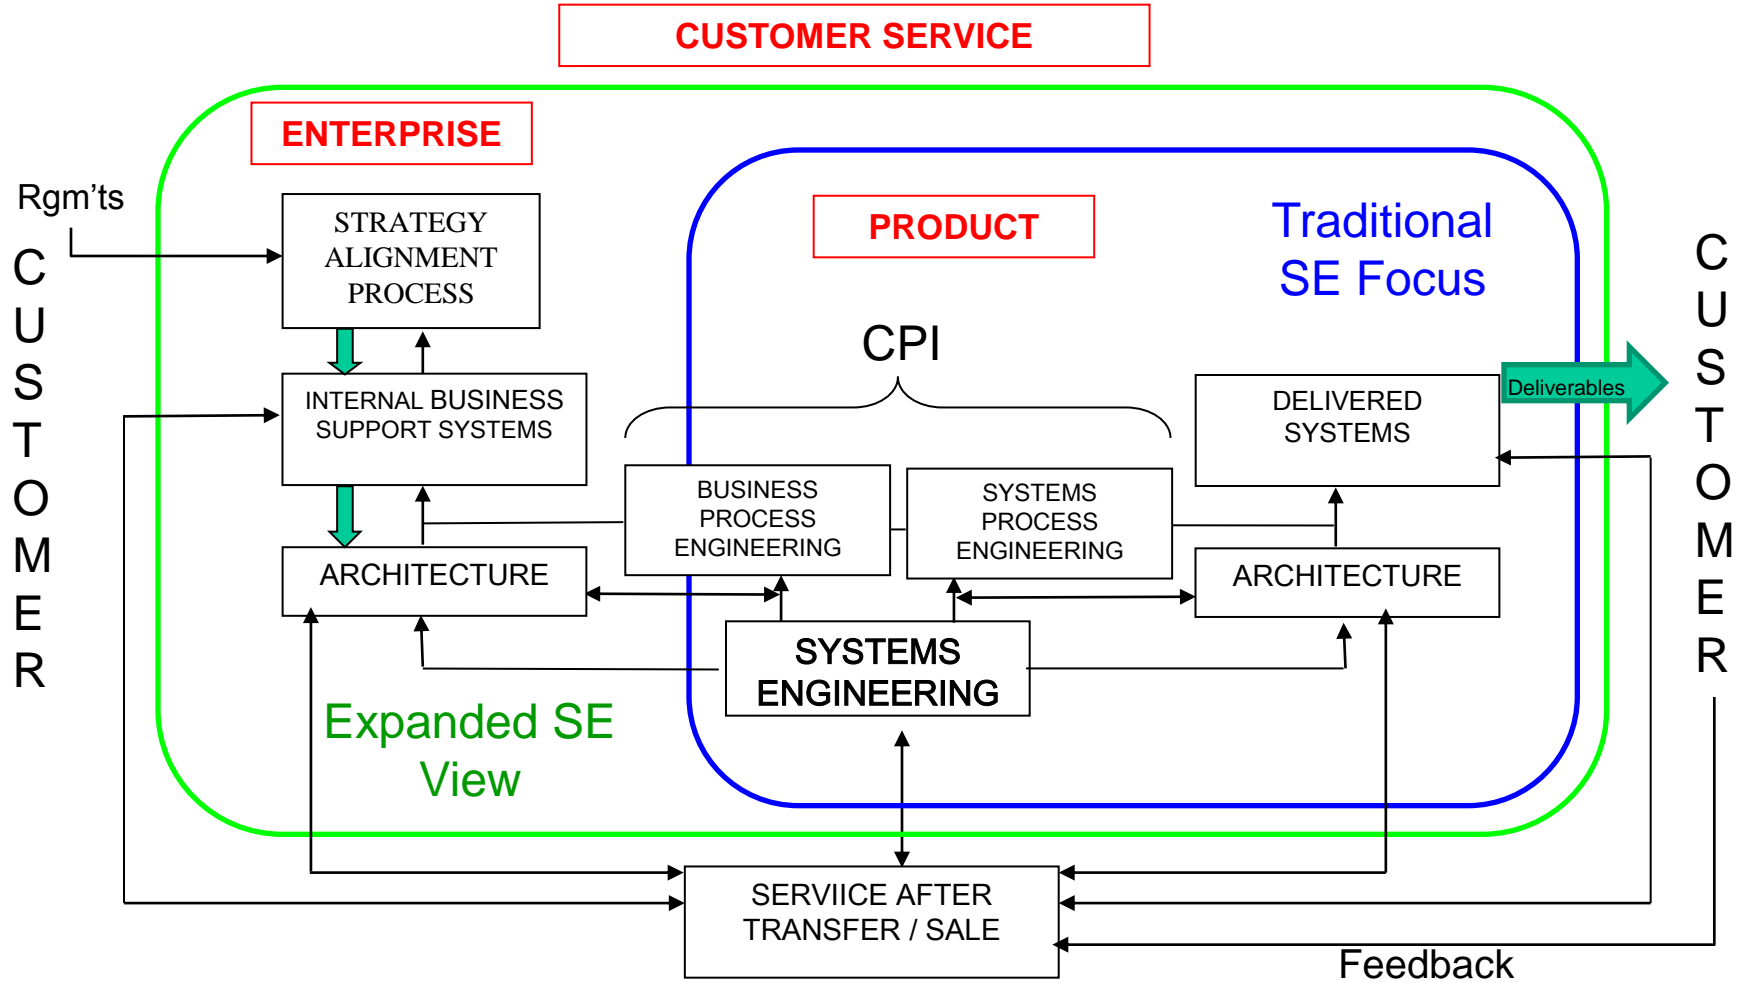 CUSTOMER SERVICE
ENTERPRISE
Rgm'ts
STRATEGY
ALIGNMENT
PROCESS
PRODUCT
Traditional
SE Focus
C
U
S
T
O
M
E
R
CPI
INTERNAL BUSINESS
SUPPORT SYSTEMS
DELIVERED
SYSTEMS
Deliverables
C
U
S
T
O
M
E
R
BUSINESS
PROCESS
ENGINEERING
SYSTEMS
PROCESS
ENGINEERING
ARCHITECTURE
ARCHITECTURE
SYSTEMS
ENGINEERING
Expanded SE
View
SERVIICE AFTER
TRANSFER / SALE
Feedback